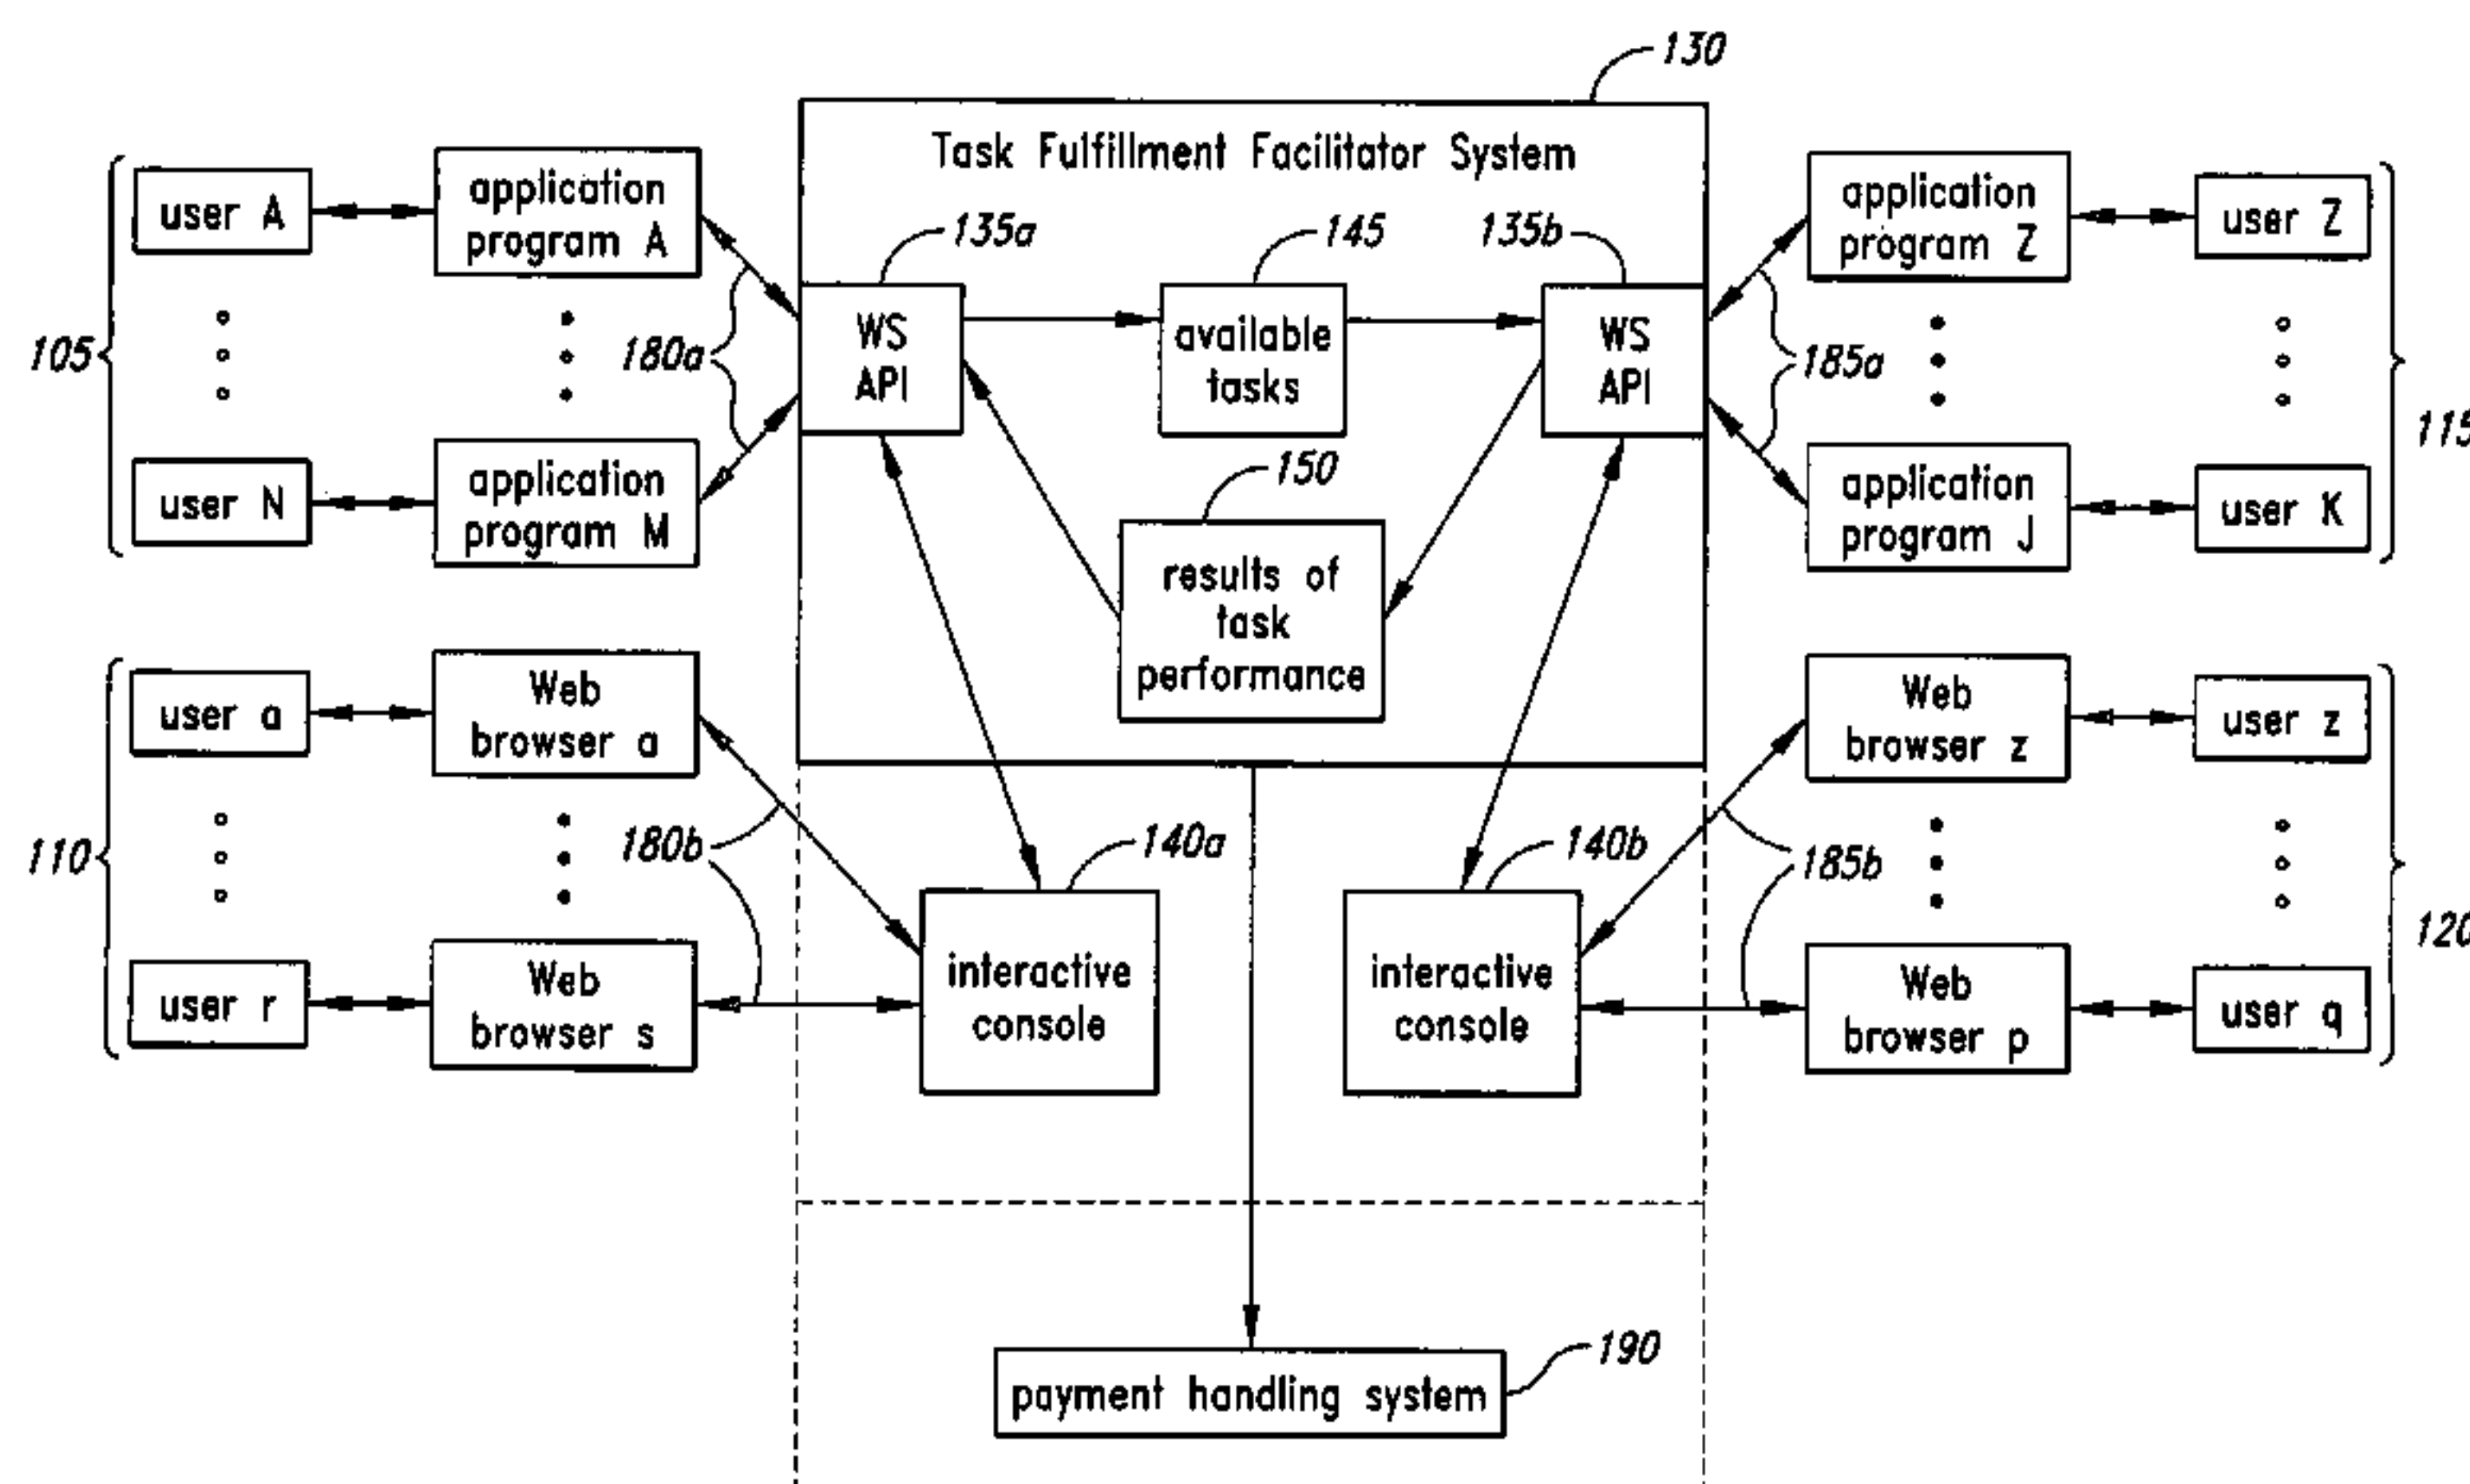 130
Task Fulfillment Facilitator System
user A
application
program A
135a
145
135b
application
program Z
user Z
105
180a
WS
API
available
tasks
WS
API
185a
115
user N
application
program M
150
results of
task
performance
application
program J
user K
user a
Web
browser a
Web
browser z
user z
110
180b
140a
140b
185b
120
user r
Web
browser s
interactive
console
interactive
console
Web
browser p
user q
190
payment handling system